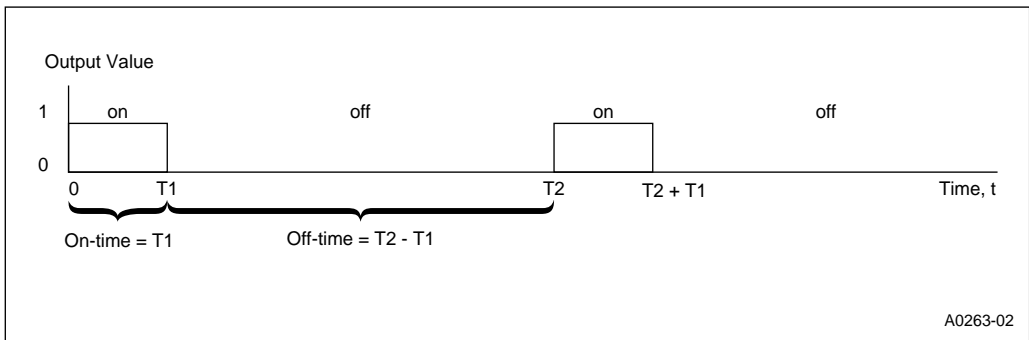 Output Value
1 on off on off
0
0 T1 T2 T2 + T1 Time, t
On-time = T1 Off-time = T2 - T1
A0263-02